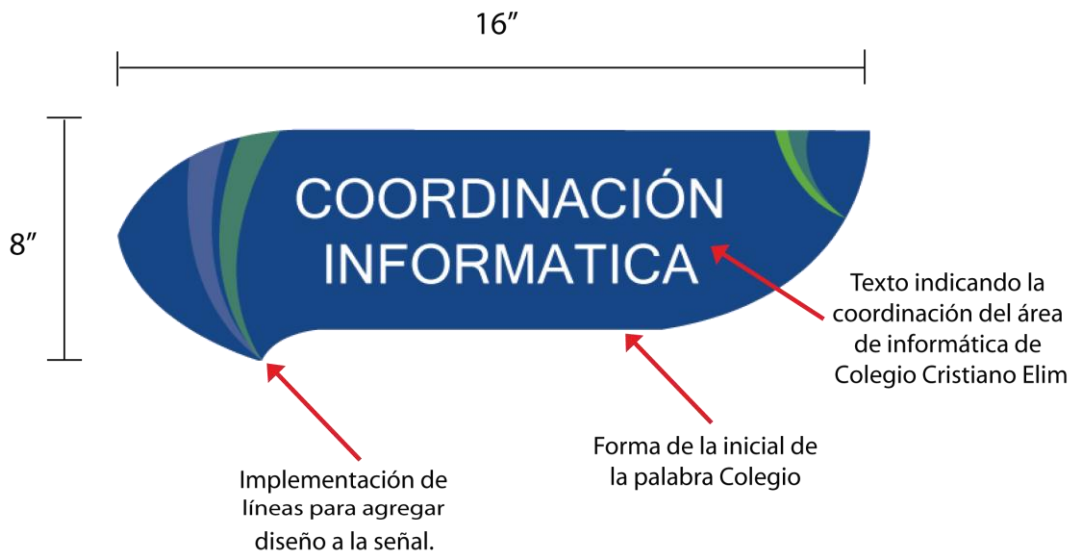 16”
8”
COORDINACIÓN
INFORMATICA
Texto indicando la
coordinación del área
de informática de
Colegio Cristiano Elim
Forma de la inicial de
la palabra Colegio
Implementación de
líneas para agregar
diseño a la señal.